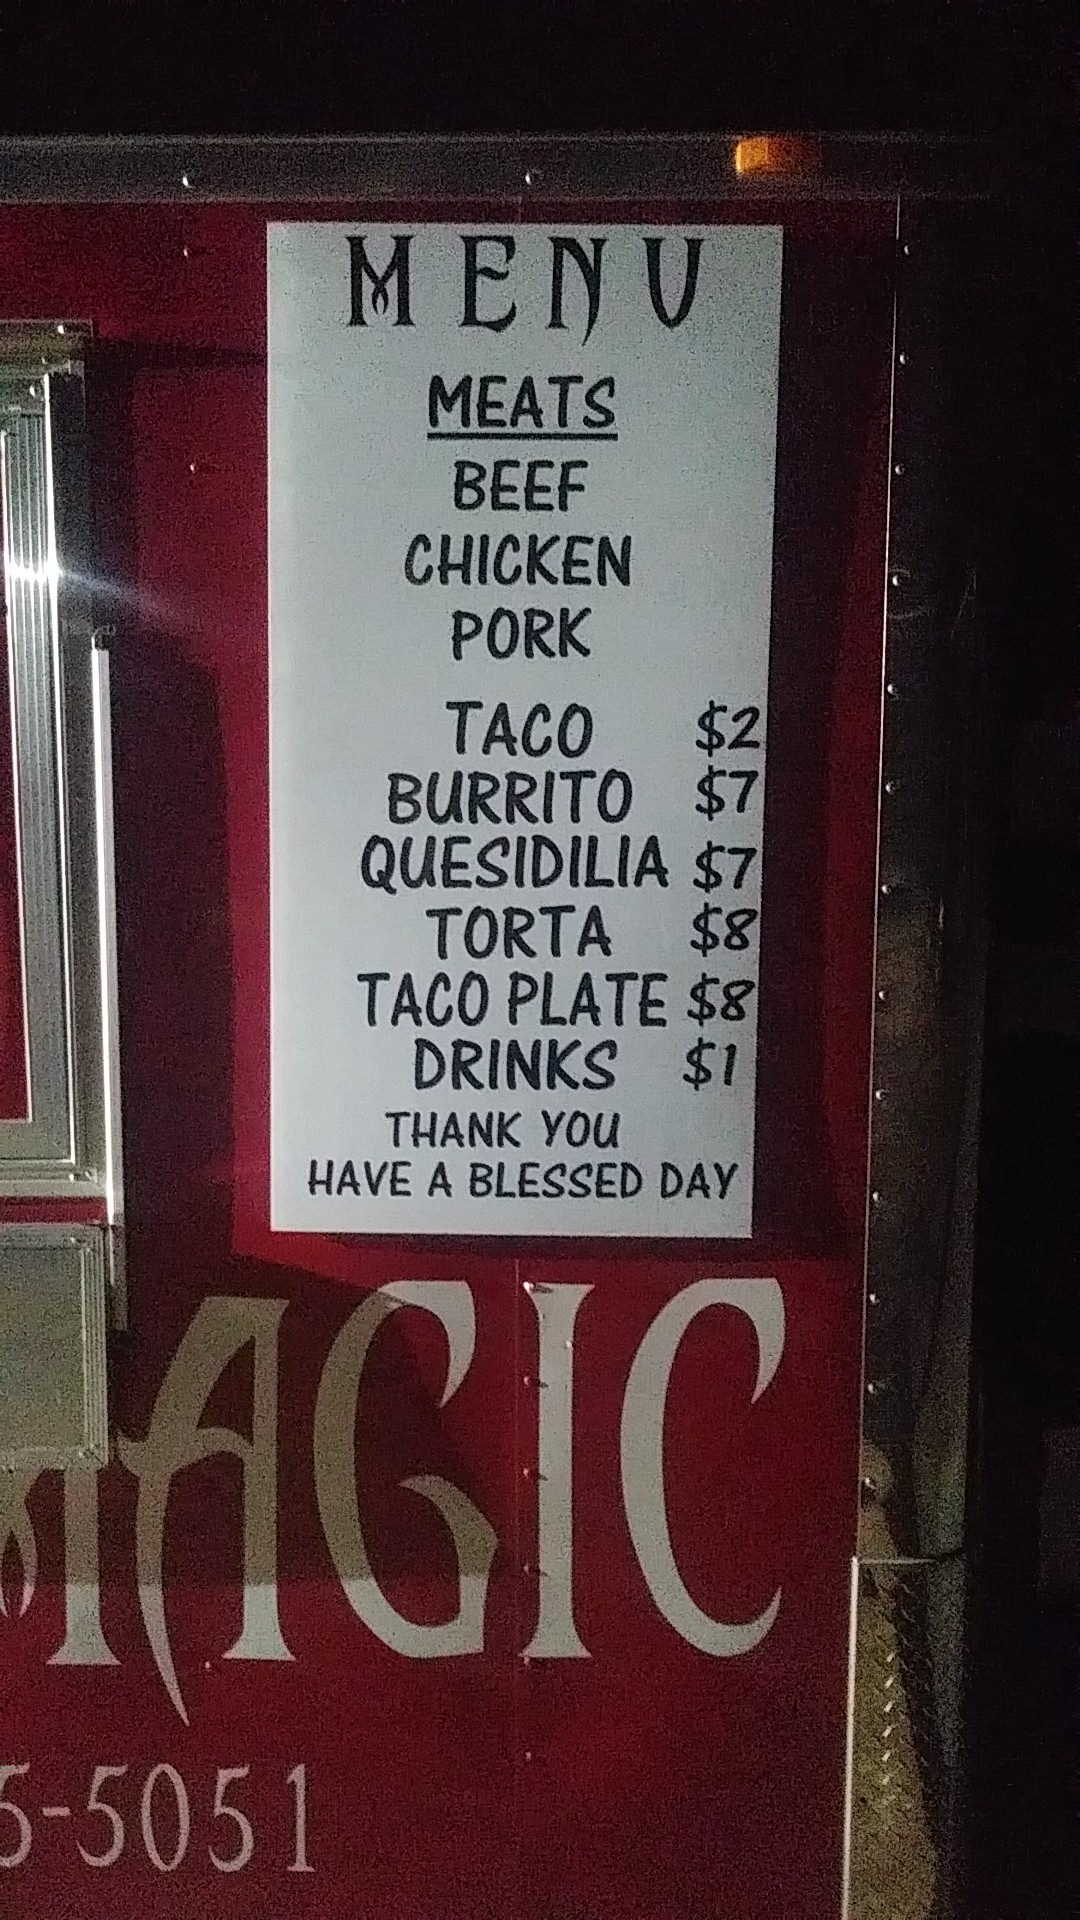 MENU
MEATS
BEEF
CHICKEN
PORK
TACO $2
BURRITO $7
QUESIDILIA $7
TORTA $8
TACO PLATE $8
DRINKS $1
THANK YOU
HAVE A BLESSED DAY
MAGIC
5-5051